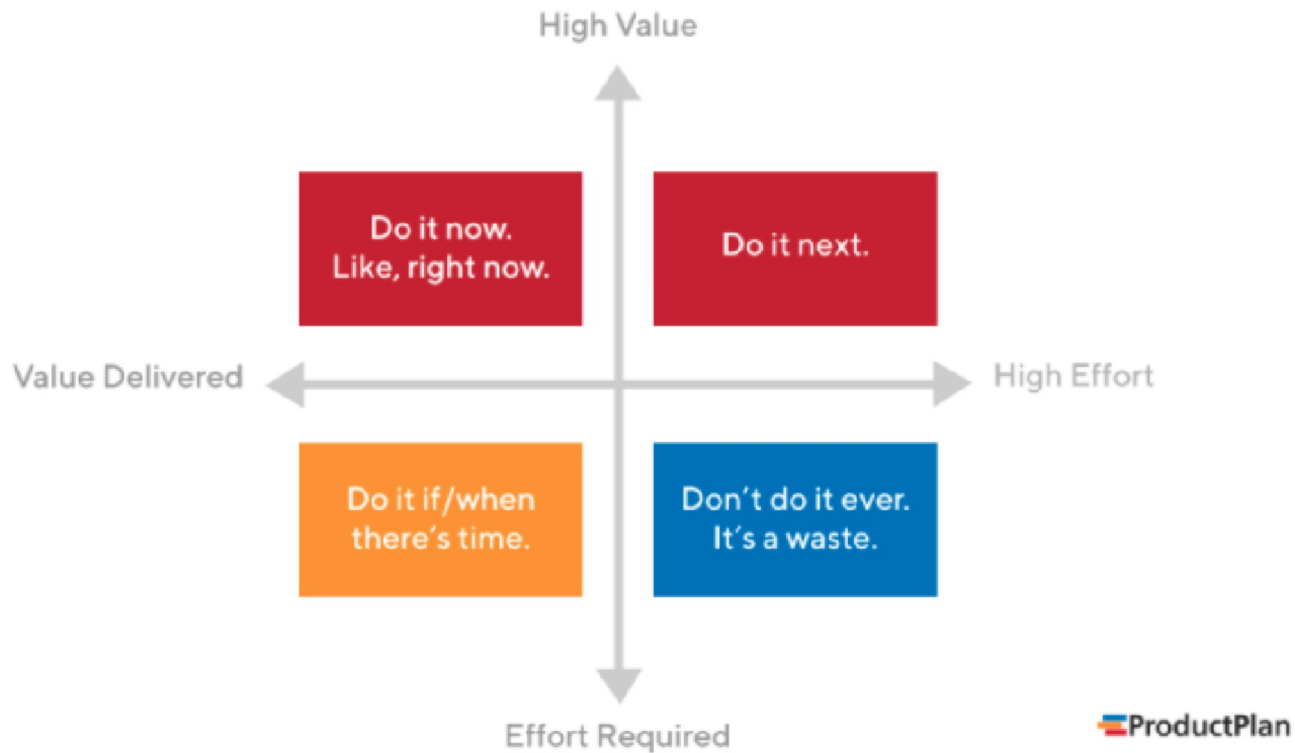 High Value
Do it now.
Like, right now.
Do it next.
Value Delivered
High Effort
Do it if/when
there's time.
Don't do it ever.
It's a waste.
Effort Required
ProductPlan